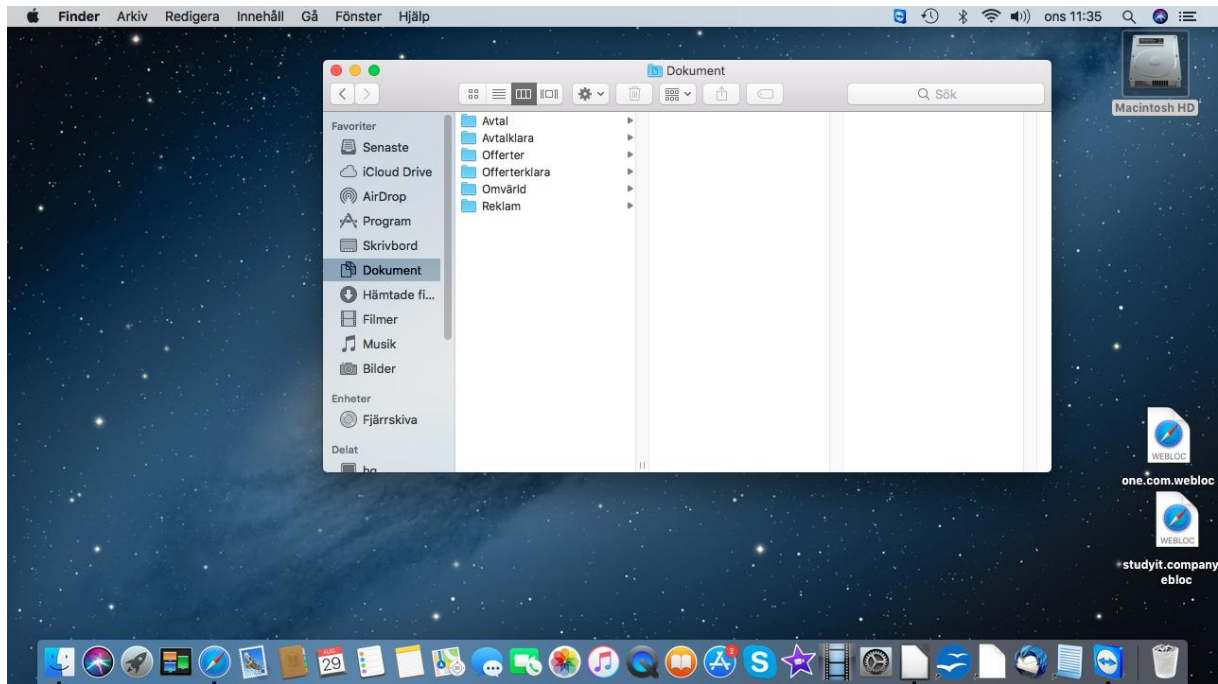 Finder Arkiv Redigera Innehåll Gå Fönster Hjälp ons 11:35
Macintosh HD
Dokument
Sök
Favoriter
Senaste
iCloud Drive
AirDrop
Program
Skrivbord
Dokument
Hämtade fi...
Filmer
Musik
Bilder
Enheter
Fjärrskiva
Delat
Avtal
Avtalklara
Offerter
Offerterklara
Omvärld
Reklam
WEBLOC
one.com.webloc
WEBLOC
studyit.company
ebloc
AUG.
29
2